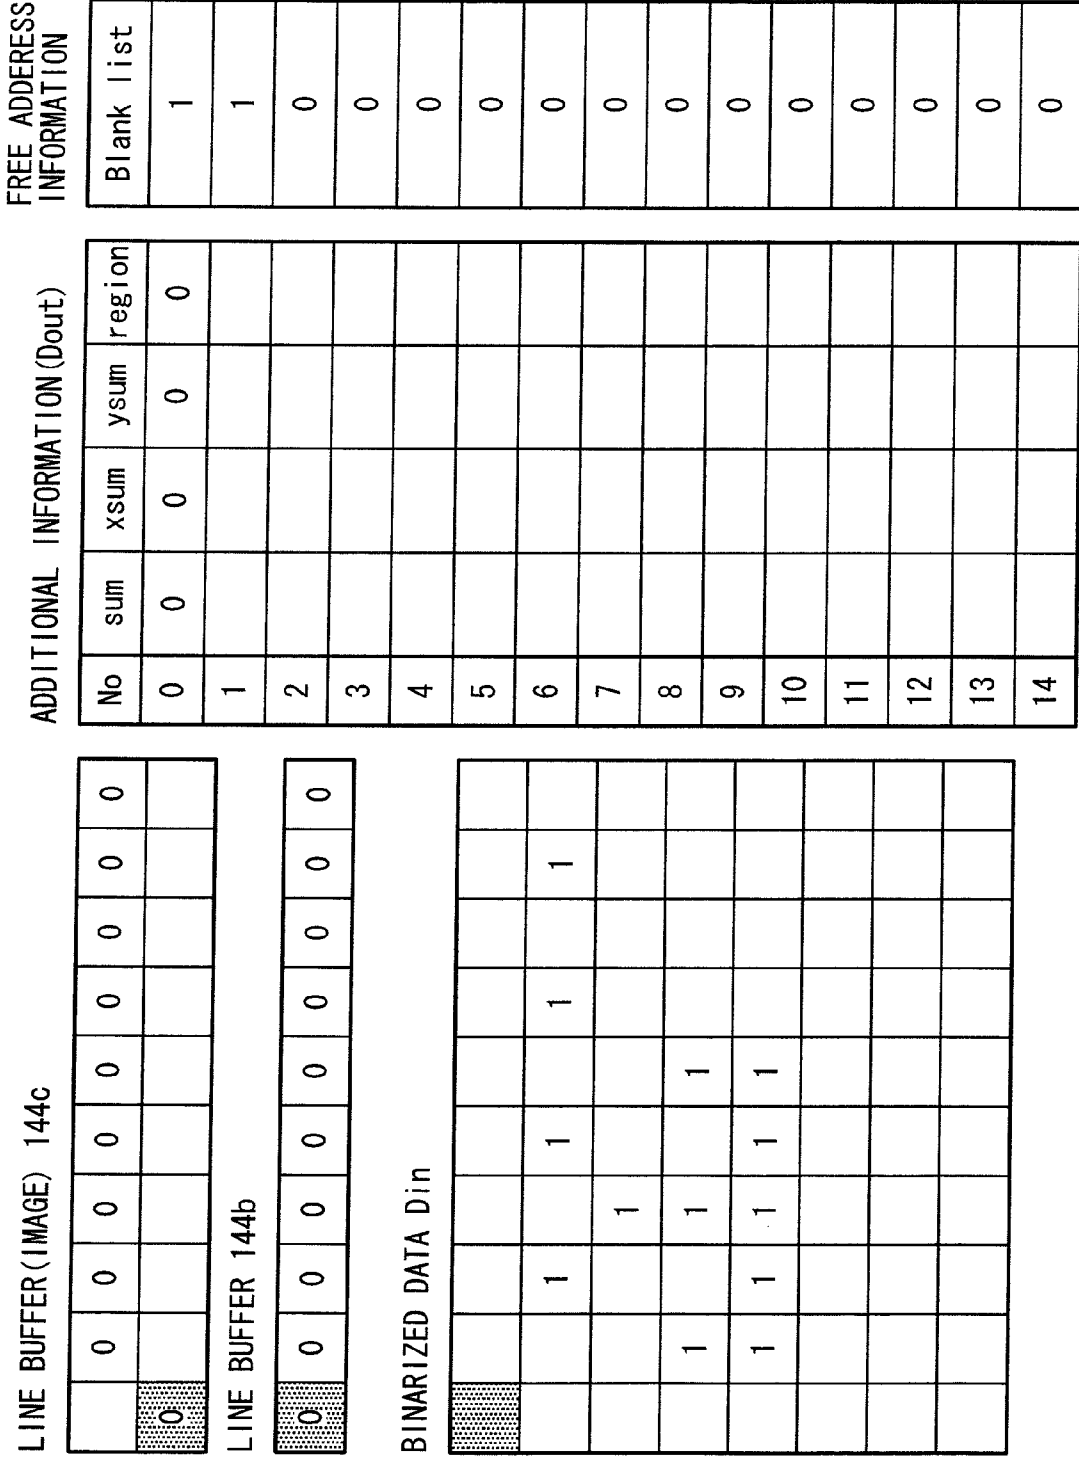 LINE BUFFER(IMAGE) 144c
0 0 0 0 0 0 0 0 0
0
LINE BUFFER 144b
0 0 0 0 0 0 0 0 0 0
BINARIZED DATA Din
1 1 1 1
1
1 1 1
1 1 1 1 1
ADDITIONAL INFORMATION(Dout)
No sum xsum ysum region
0 0 0 0 0
1
2
3
4
5
6
7
8
9
10
11
12
13
14
FREE ADDERESS
INFORMATION
Blank list
1
1
0
0
0
0
0
0
0
0
0
0
0
0
0